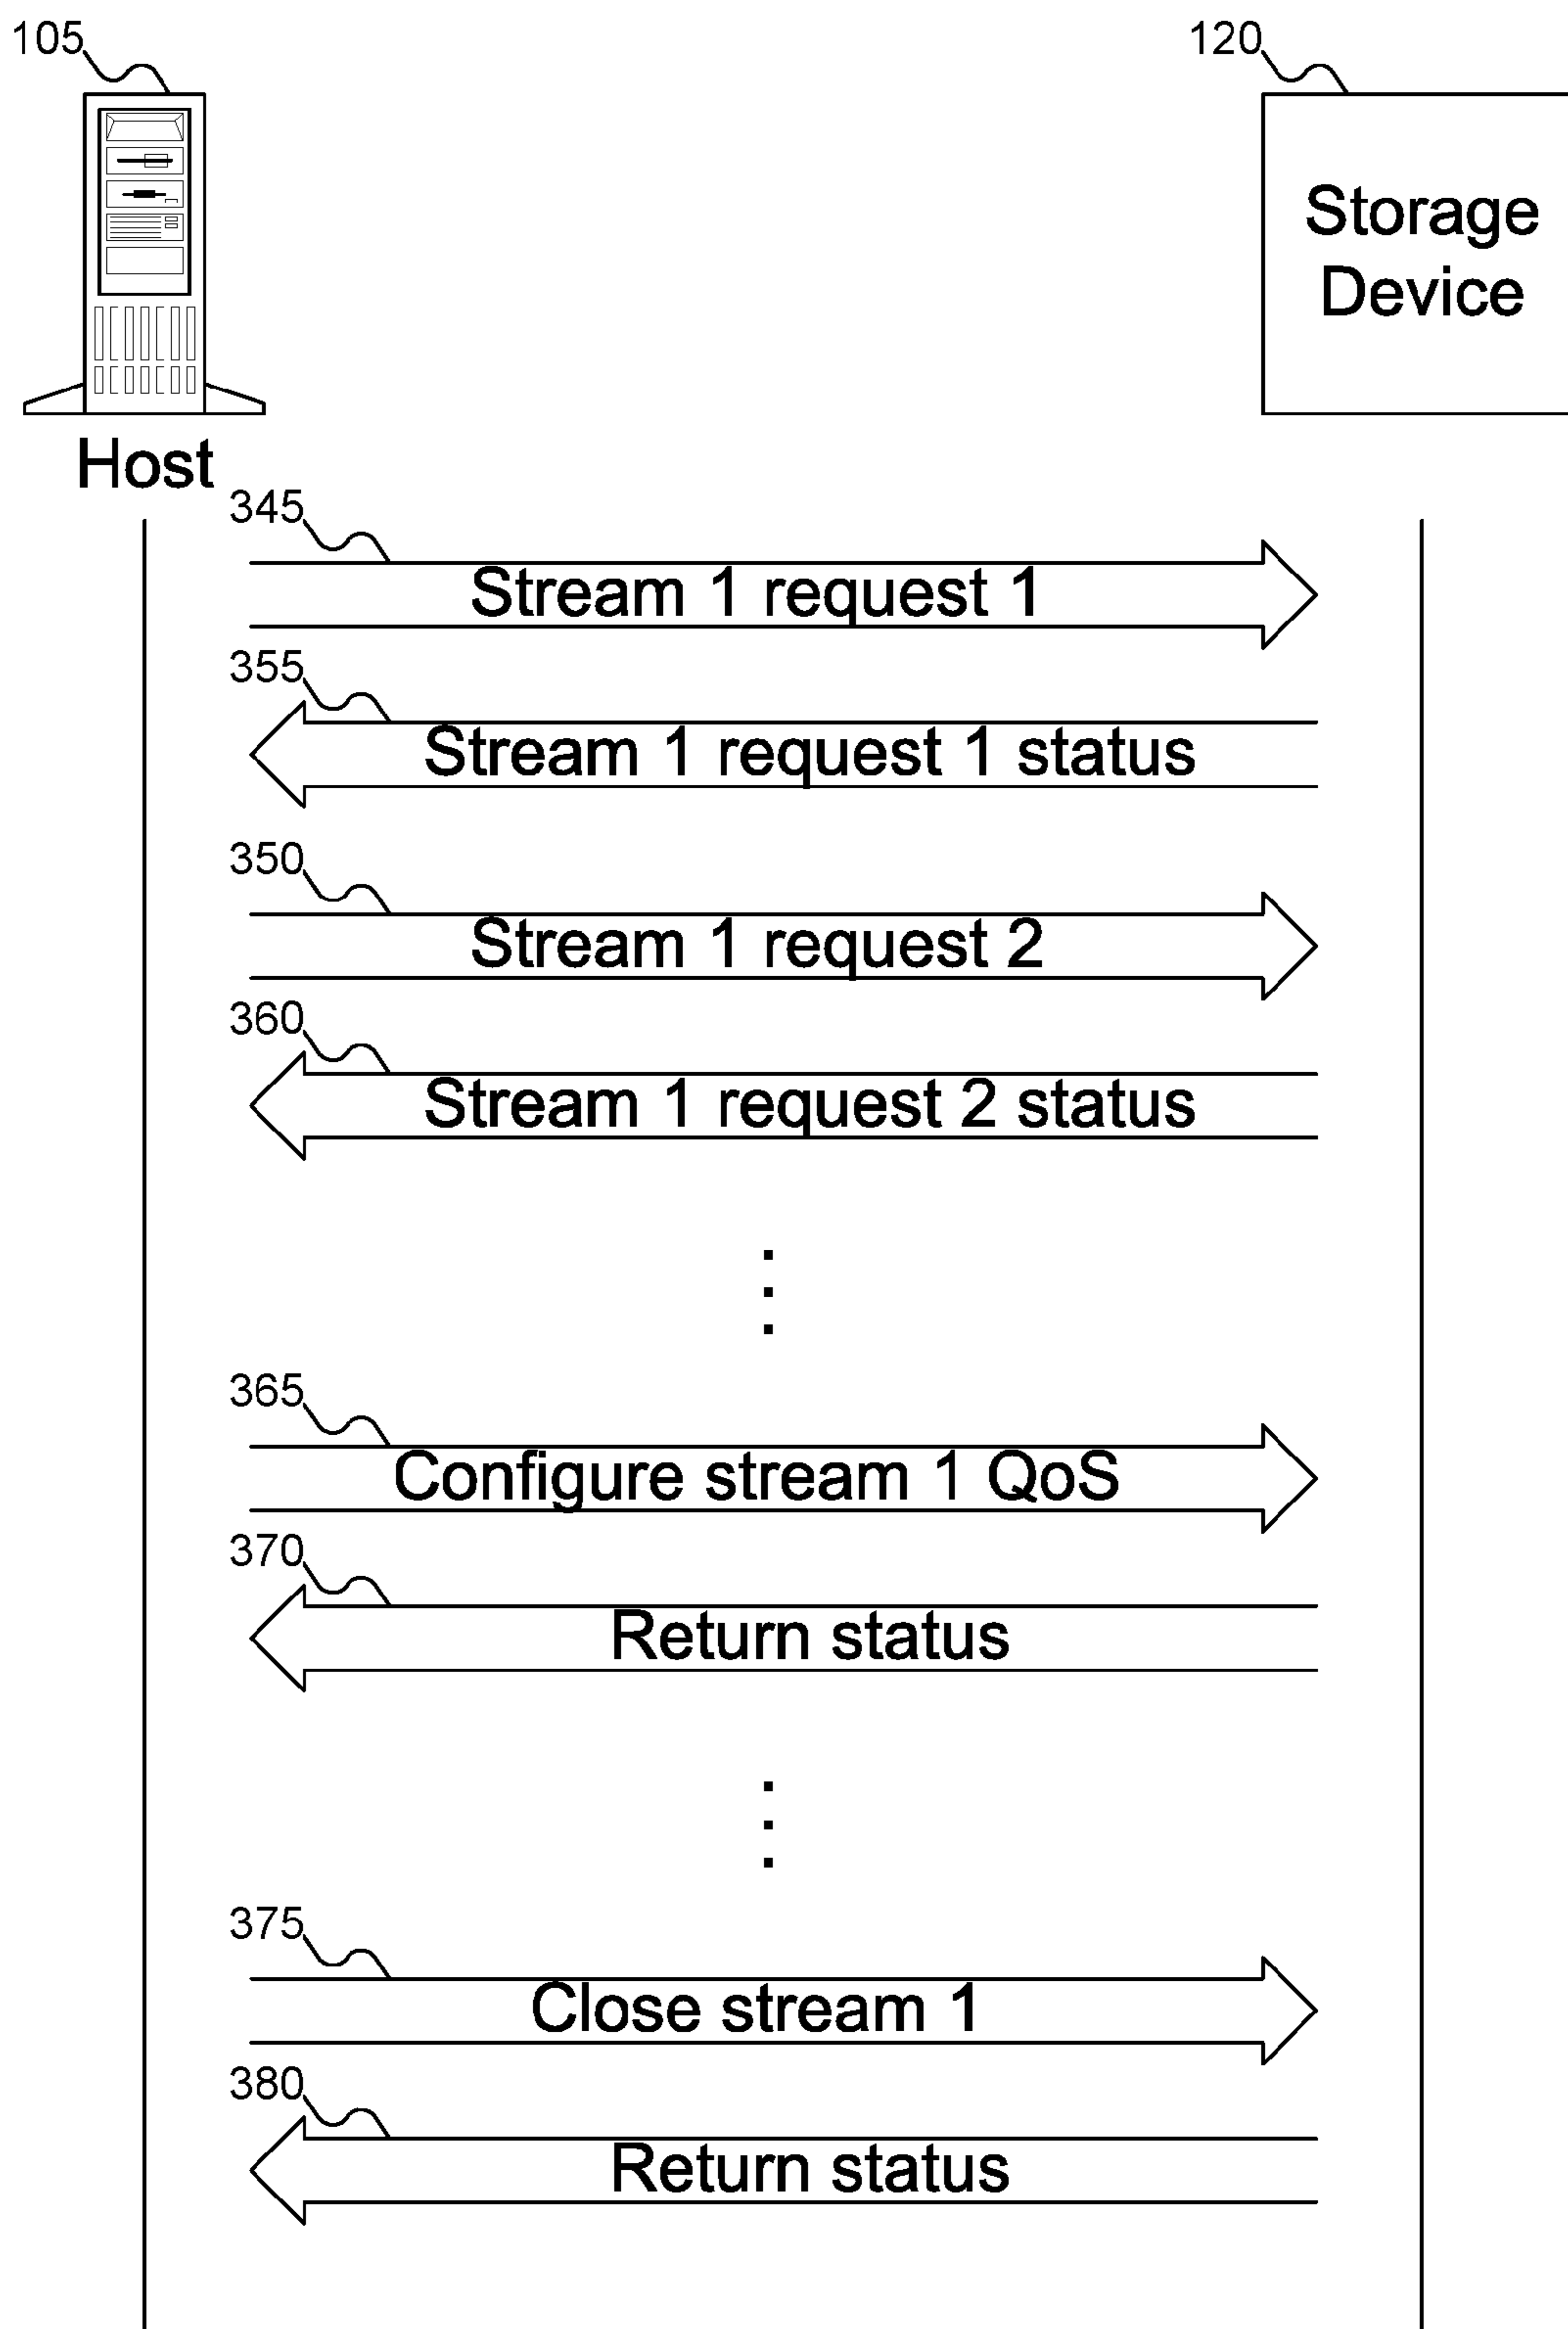 105
120
Storage
Device
Host
345
Stream 1 request 1
355
Stream 1 request 1 status
350
Stream 1 request 2
360
Stream 1 request 2 status
365
Configure stream 1 QoS
370
Return status
375
Close stream 1
380
Return status